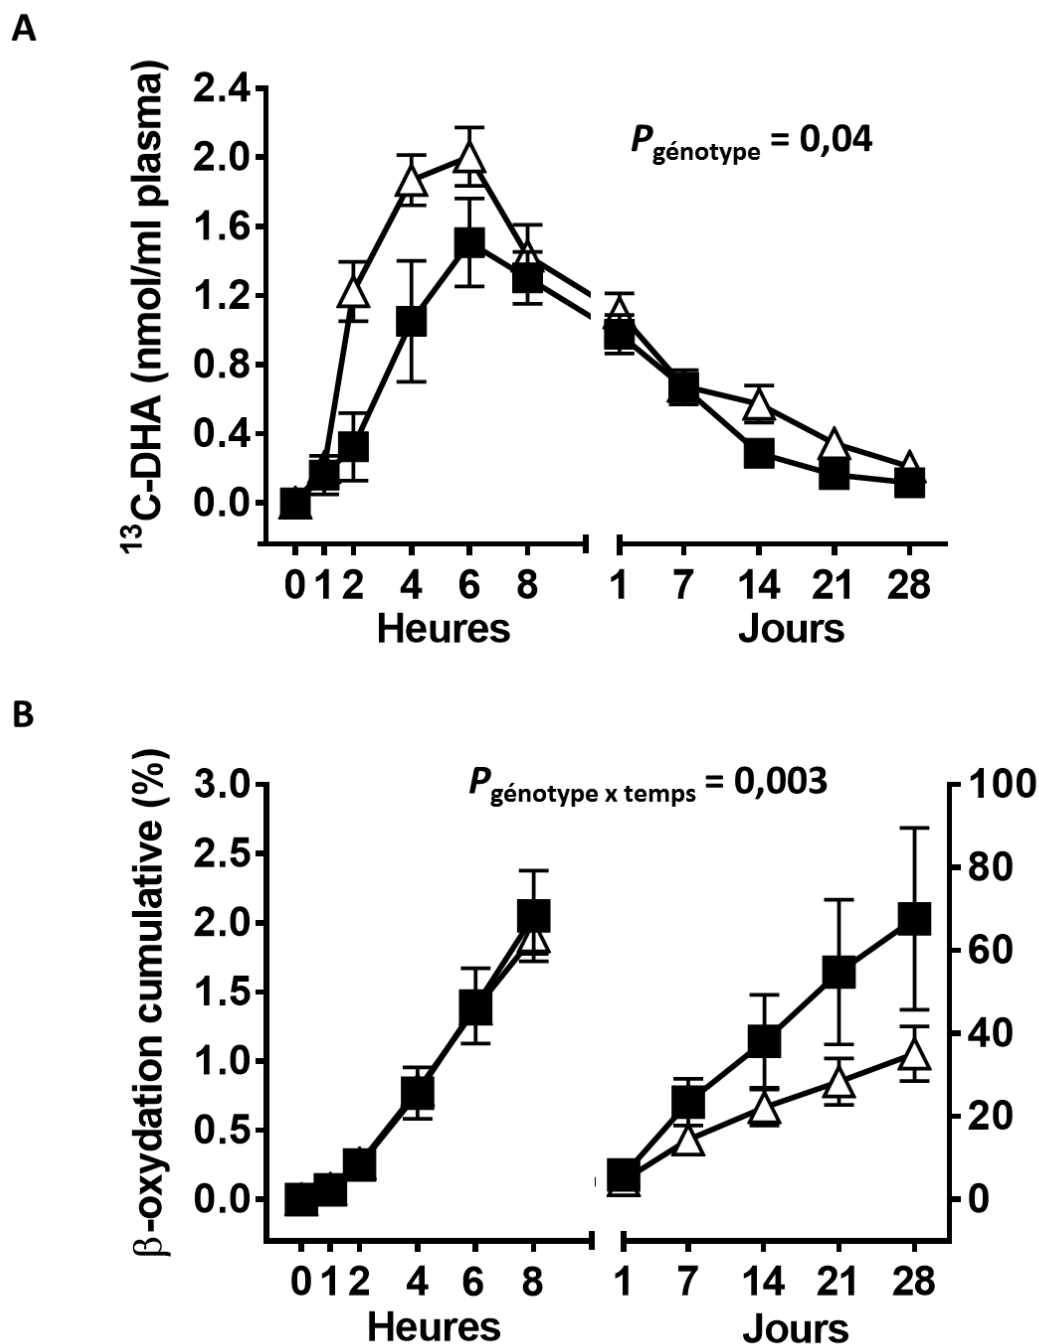 A
¹³C-DHA (nmol/ml plasma)
2.4
2.0
1.6
1.2
0.8
0.4
0.0
Pgénotype = 0,04
0 1 2 4 6 8 1 7 14 21 28
Heures Jours
B
β-oxydation cumulative (%)
3.0
2.5
2.0
1.5
1.0
0.5
0.0
Pgénotype x temps = 0,003
100
80
60
40
20
0
0 1 2 4 6 8 1 7 14 21 28
Heures Jours